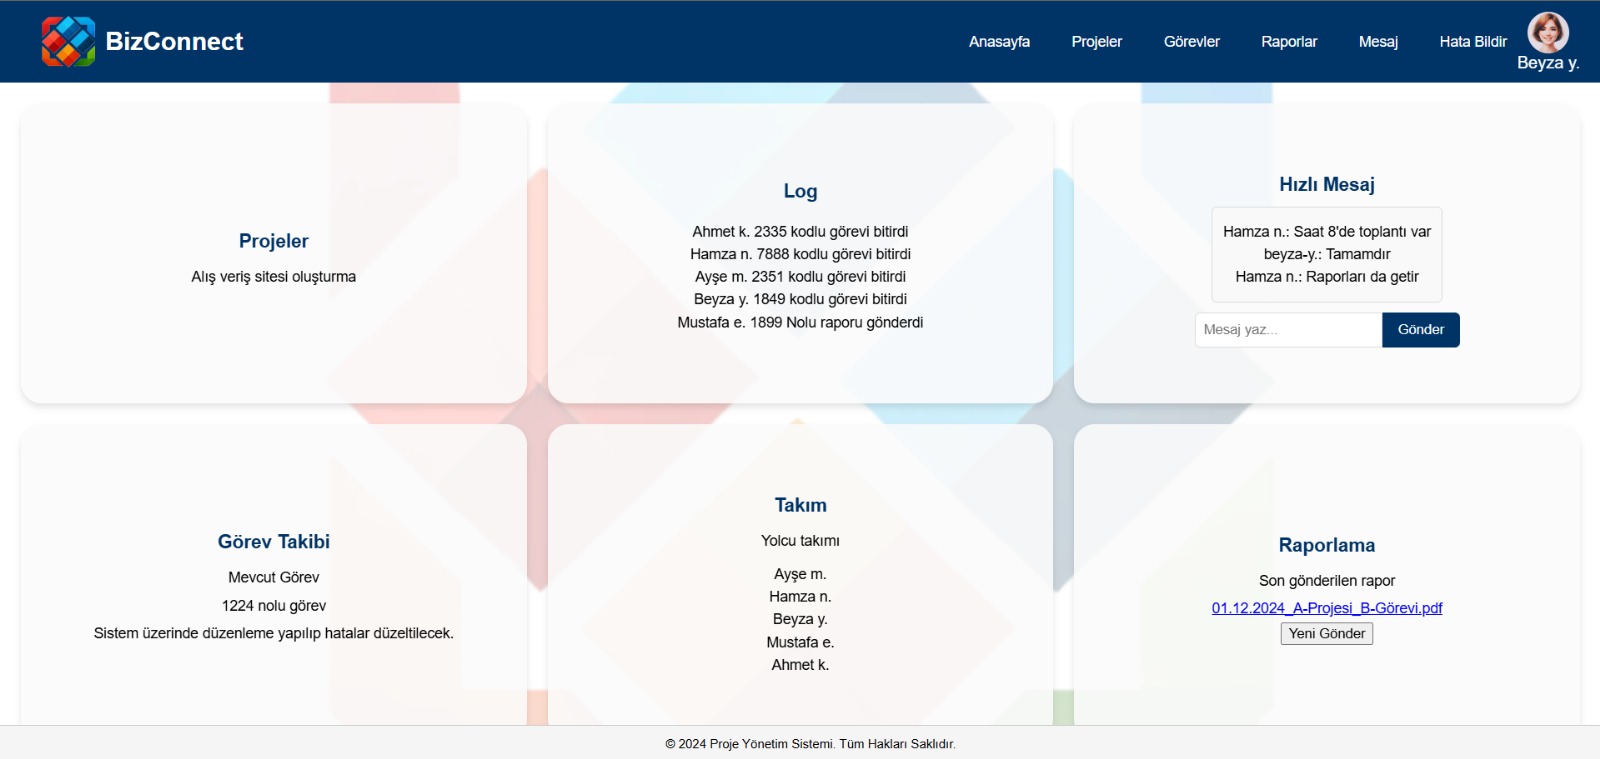 BizConnect
Anasayfa
Projeler
Görevler
Raporlar
Mesaj
Hata Bildir
Beyza y.
Projeler
Alış veriş sitesi oluşturma
Log
Ahmet k. 2335 kodlu görevi bitirdi
Hamza n. 7888 kodlu görevi bitirdi
Ayşe m. 2351 kodlu görevi bitirdi
Beyza y. 1849 kodlu görevi bitirdi
Mustafa e. 1899 Nolu raporu gönderdi
Hızlı Mesaj
Hamza n.: Saat 8'de toplantı var
beyza-y.: Tamamdır
Hamza n.: Raporları da getir
Mesaj yaz...
Gönder
Görev Takibi
Mevcut Görev
1224 nolu görev
Sistem üzerinde düzenleme yapılıp hatalar düzeltilecek.
Takım
Yolcu takımı
Ayşe m.
Hamza n.
Beyza y.
Mustafa e.
Ahmet k.
Raporlama
Son gönderilen rapor
01.12.2024_A-Projesi_B-Görevi.pdf
Yeni Gönder
© 2024 Proje Yönetim Sistemi. Tüm Hakları Saklıdır.